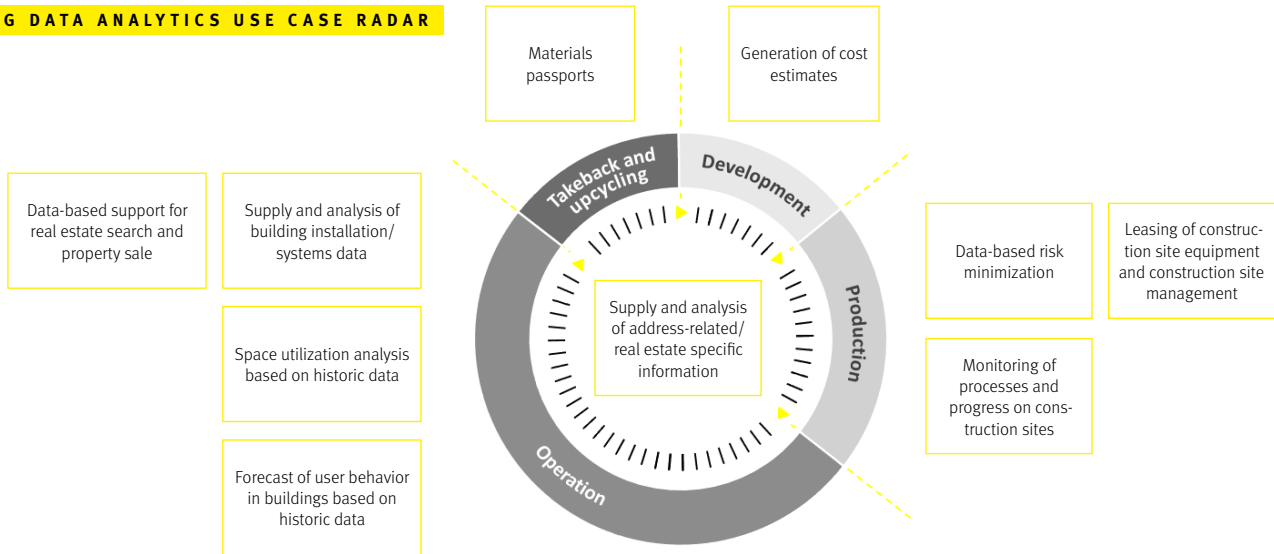 G DATA ANALYTICS USE CASE RADAR
Materials
passports
Generation of cost
estimates
Takeback and
upcycling
Development
Data-based support for
real estate search and
property sale
Supply and analysis of
building installation/
systems data
Data-based risk
minimization
Leasing of construc-
tion site equipment
and construction site
management
Production
Supply and analysis
of address-related/
real estate specific
information
Space utilization analysis
based on historic data
Monitoring of
processes and
progress on cons-
truction sites
Operation
Forecast of user behavior
in buildings based on
historic data